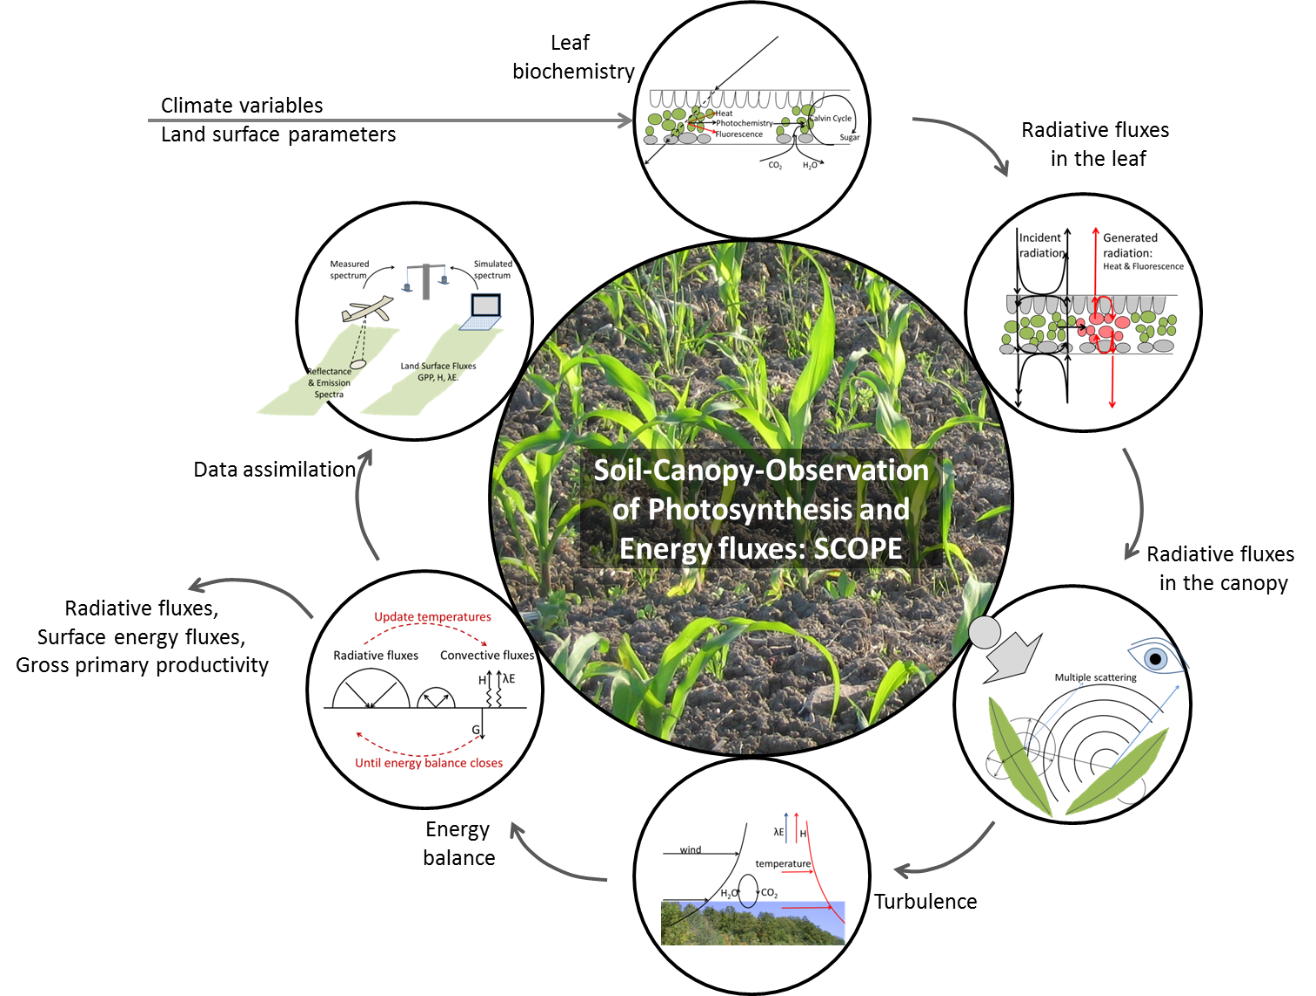 Leaf
biochemistry
Climate variables
Land surface parameters
Heat
Photochemistry
Fluorescence
Calvin Cycle
Sugar
CO2
H2O
Radiative fluxes
in the leaf
Incident
radiation
Generated
radiation:
Heat & Fluorescence
Radiative fluxes
in the canopy
Multiple scattering
Turbulence
wind
λE
H
temperature
H2O
CO2
Energy
balance
Update temperatures
Radiative fluxes
Convective fluxes
H
λE
G
Until energy balance closes
Radiative fluxes,
Surface energy fluxes,
Gross primary productivity
Data assimilation
Measured
spectrum
Simulated
spectrum
Reflectance
& Emission
Spectra
Land Surface Fluxes
GPP, H, λE.
Soil-Canopy-Observation
of Photosynthesis and
Energy fluxes: SCOPE